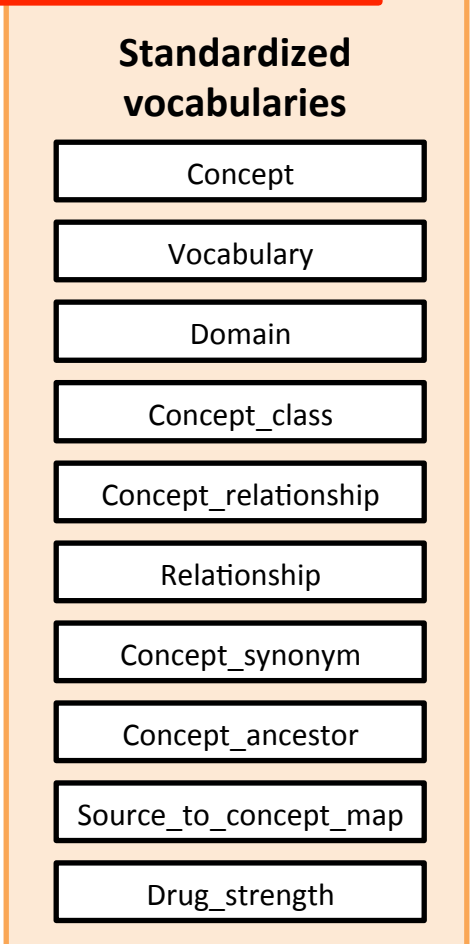 Standardized
vocabularies
Concept
Vocabulary
Domain
Concept_class
Concept_relationship
Relationship
Concept_synonym
Concept_ancestor
Source_to_concept_map
Drug_strength